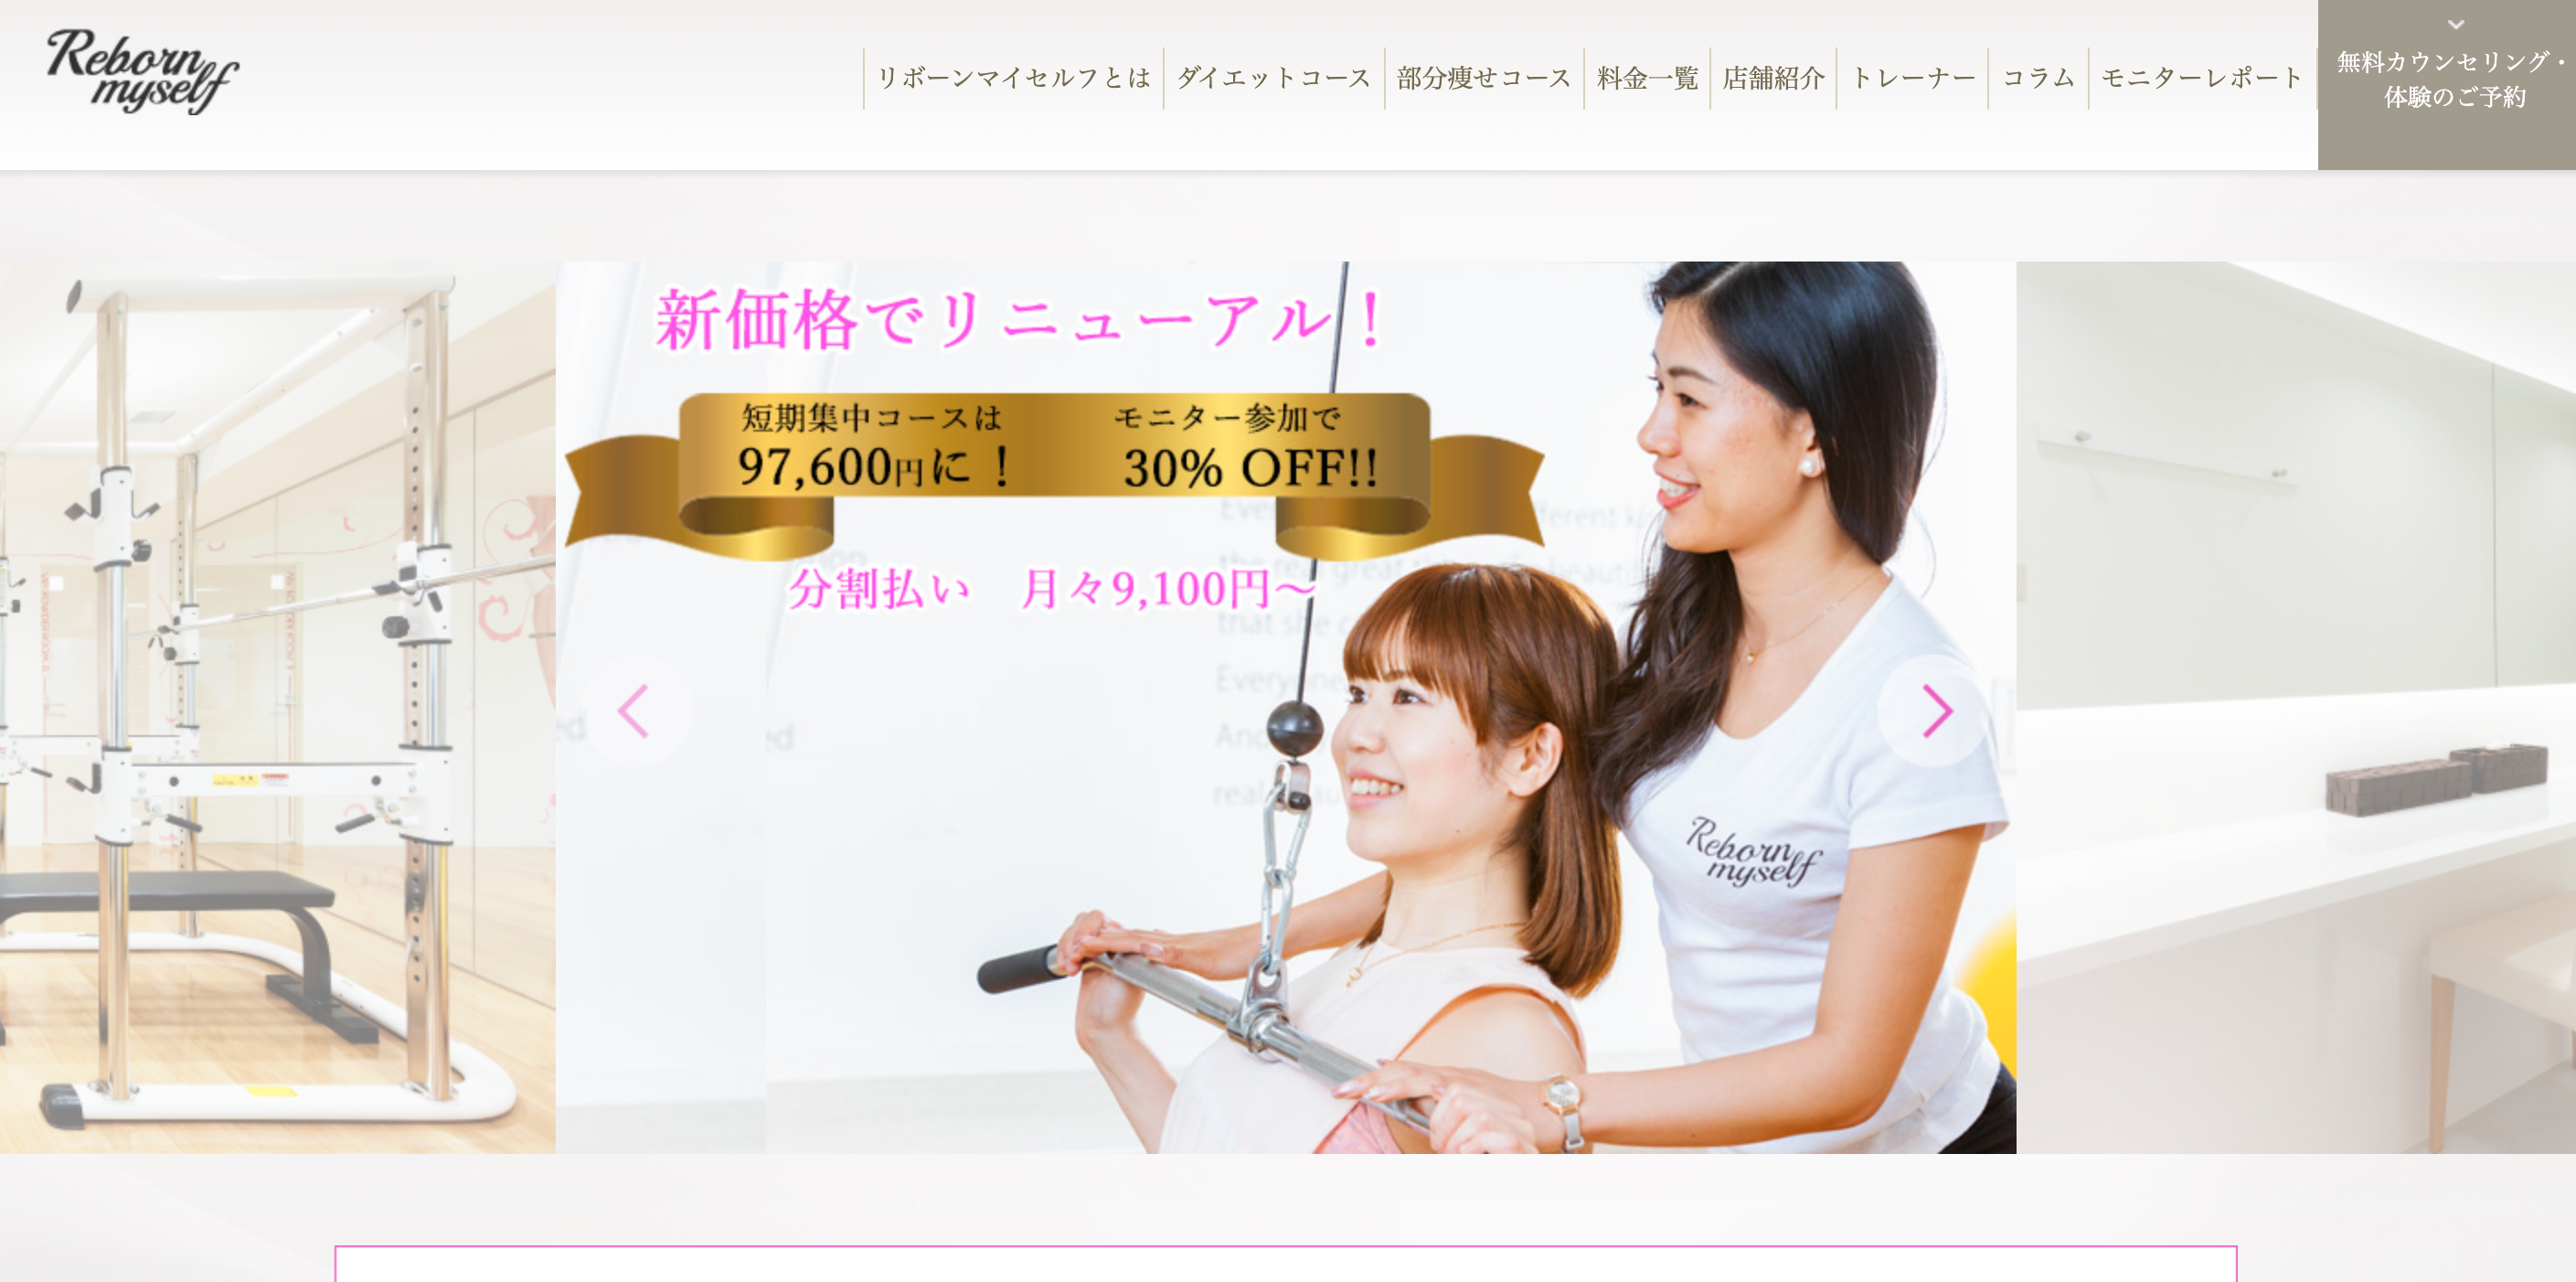 Reborn
myself
リボーンマイセルフとは
ダイエットコース
部分痩せコース
料金一覧
店舗紹介
トレーナー
コラム
モニターレポート
無料カウンセリング・
体験のご予約
新価格でリニューアル！
短期集中コースは
97,600円に！
モニター参加で
30% OFF!!
分割払い　月々9,100円～
that she
Everyone
Reborn
myself